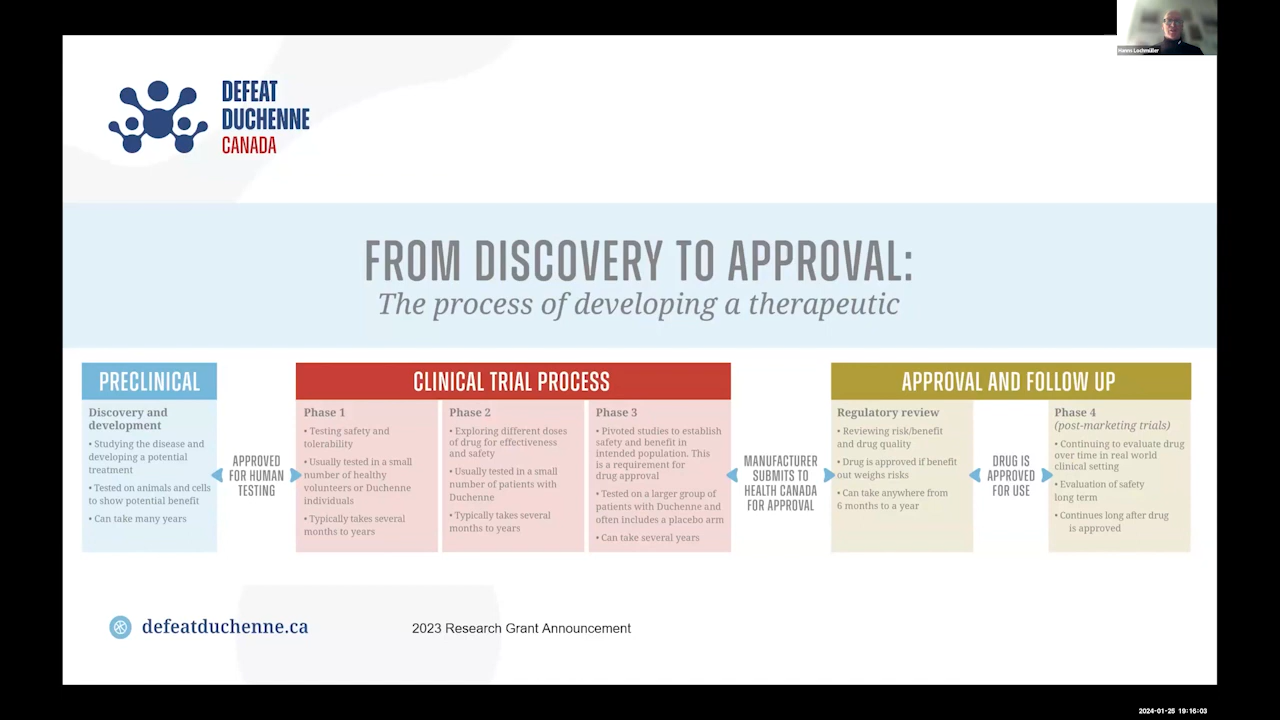 Hanns Lochmüller
DEFEAT
DUCHENNE
CANADA
FROM DISCOVERY TO APPROVAL:
The process of developing a therapeutic
PRECLINICAL
Discovery and
development
• Studying the disease and
developing a potential
treatment
• Tested on animals and cells
to show potential benefit
• Can take many years
APPROVED
FOR HUMAN
TESTING
CLINICAL TRIAL PROCESS
Phase 1
• Testing safety and
tolerability
• Usually tested in a small
number of healthy
volunteers or Duchenne
individuals
• Typically takes several
months to years
Phase 2
• Exploring different doses
of drug for effectiveness
and safety
• Usually tested in a small
number of patients with
Duchenne
• Typically takes several
months to years
Phase 3
• Pivoted studies to establish
safety and benefit in
intended population. This
is a requirement for
drug approval
• Tested on a larger group of
patients with Duchenne and
often includes a placebo arm
• Can take several years
MANUFACTURER
SUBMITS TO
HEALTH CANADA
FOR APPROVAL
APPROVAL AND FOLLOW UP
Regulatory review
• Reviewing risk/benefit
and drug quality
• Drug is approved if benefit
out weighs risks
• Can take anywhere from
6 months to a year
DRUG IS
APPROVED
FOR USE
Phase 4
(post-marketing trials)
• Continuing to evaluate drug
over time in real world
clinical setting
• Evaluation of safety
long term
• Continues long after drug
is approved
defeatduchenne.ca
2023 Research Grant Announcement
2024-01-25 19:16:03